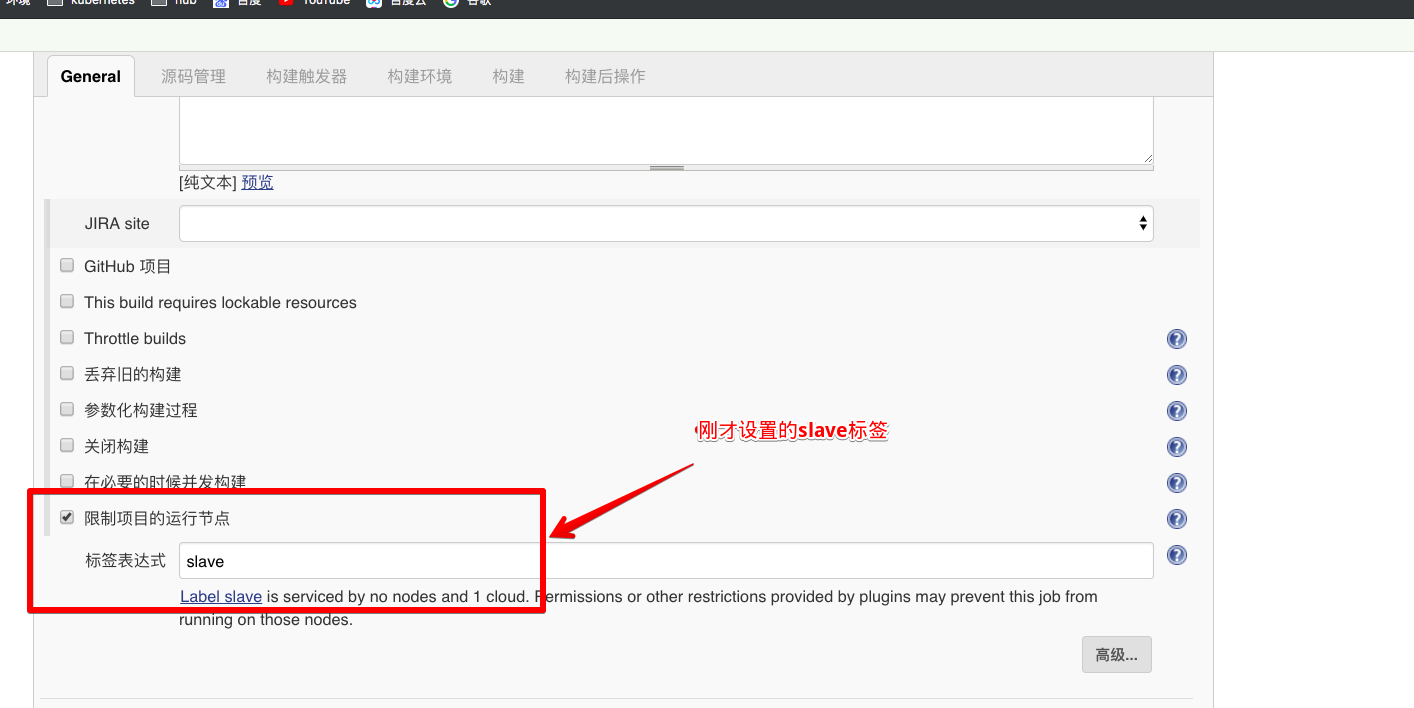 环境 kubernetes hub 百度 YouTube 百度云 谷歌
General 源码管理 构建触发器 构建环境 构建 构建后操作
[纯文本] 预览
JIRA site
GitHub 项目
This build requires lockable resources
Throttle builds
丢弃旧的构建
参数化构建过程
刚才设置的slave标签
关闭构建
在必要的时候并发构建
限制项目的运行节点
标签表达式 slave
Label slave is serviced by no nodes and 1 cloud. Permissions or other restrictions provided by plugins may prevent this job from
running on those nodes.
高级...